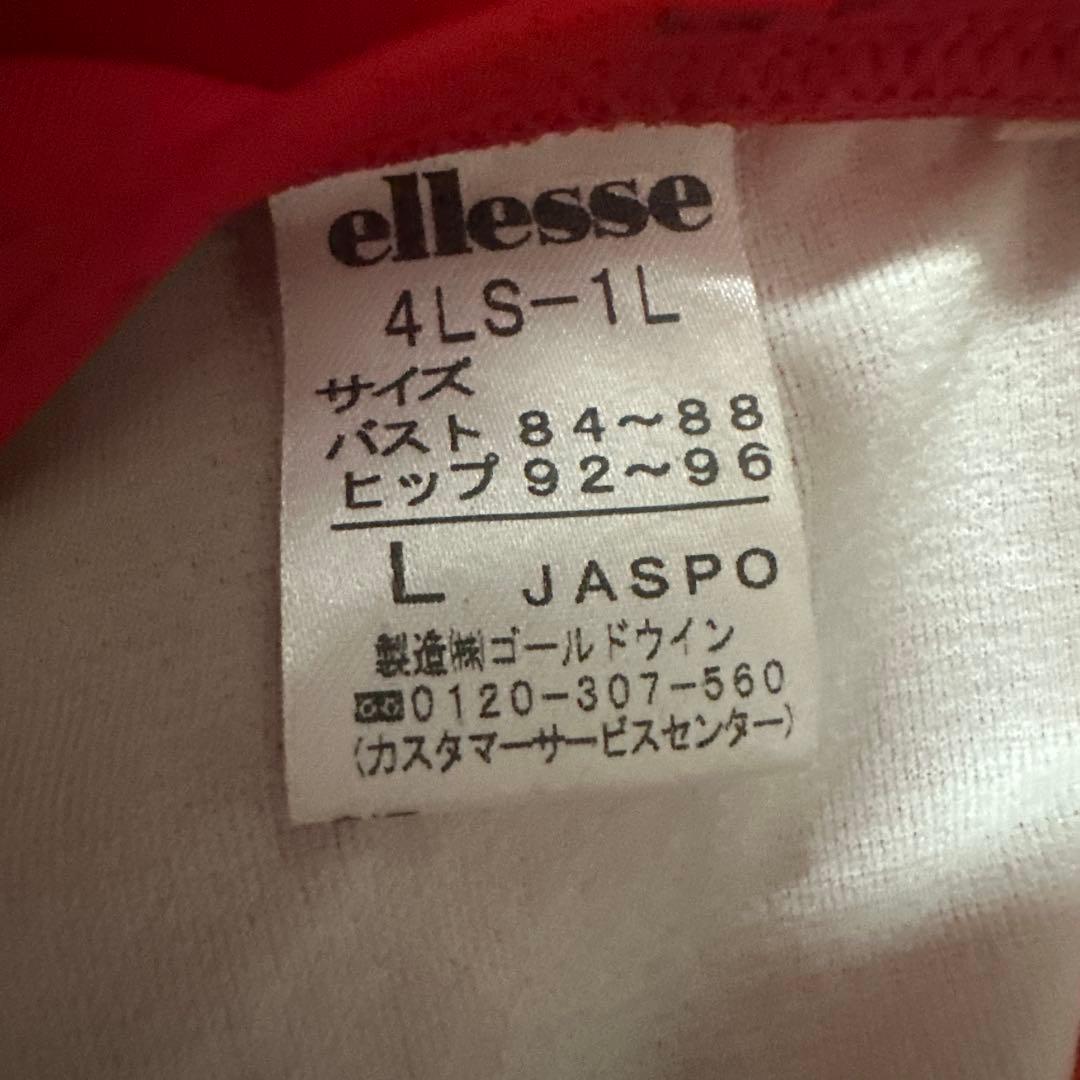 ellesse
4LS-1L
サイズ
バスト 84～88
ヒップ 92～96
L JASPO
製造㈱ゴールドウイン
0120-307-560
(カスタマーサービスセンター)